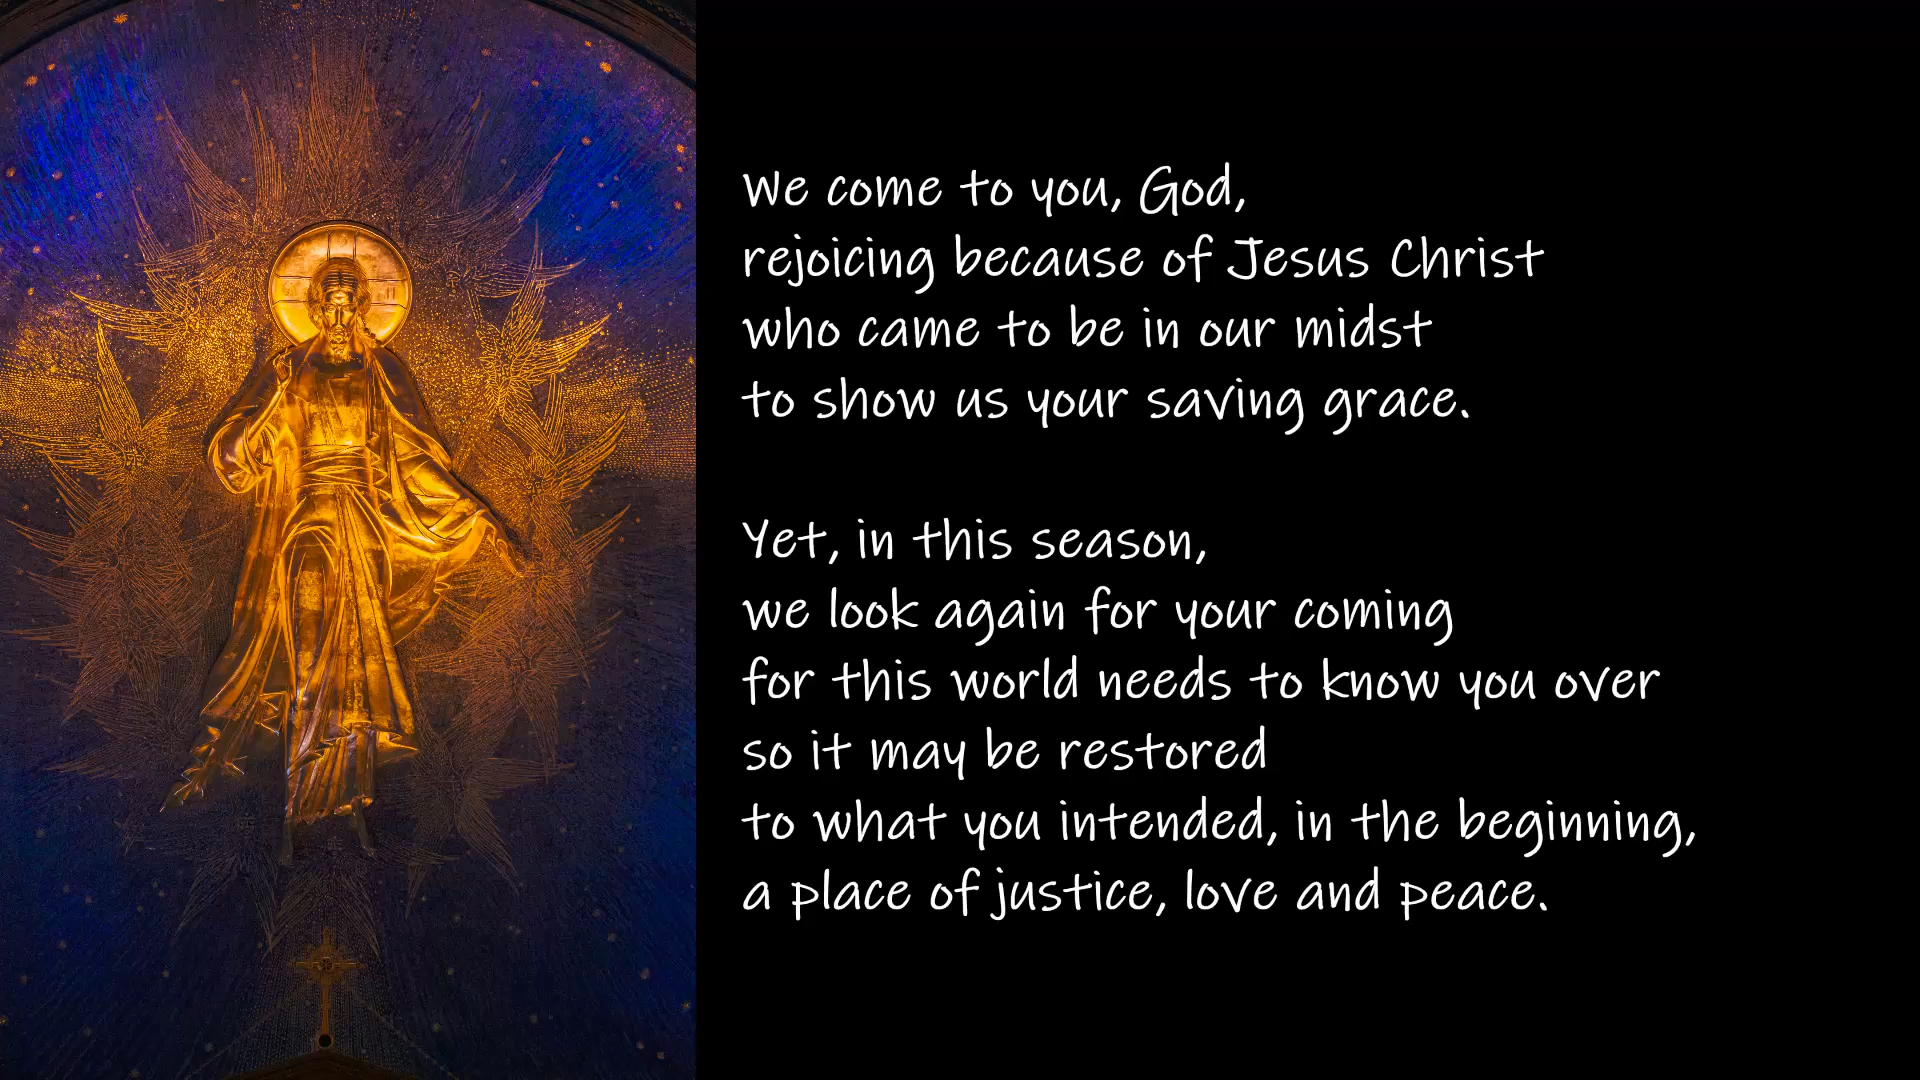 We come to you, God,
rejoicing because of Jesus Christ
who came to be in our midst
to show us your saving grace.
Yet, in this season,
we look again for your coming
for this world needs to know you over
so it may be restored
to what you intended, in the beginning,
a place of justice, love and peace.